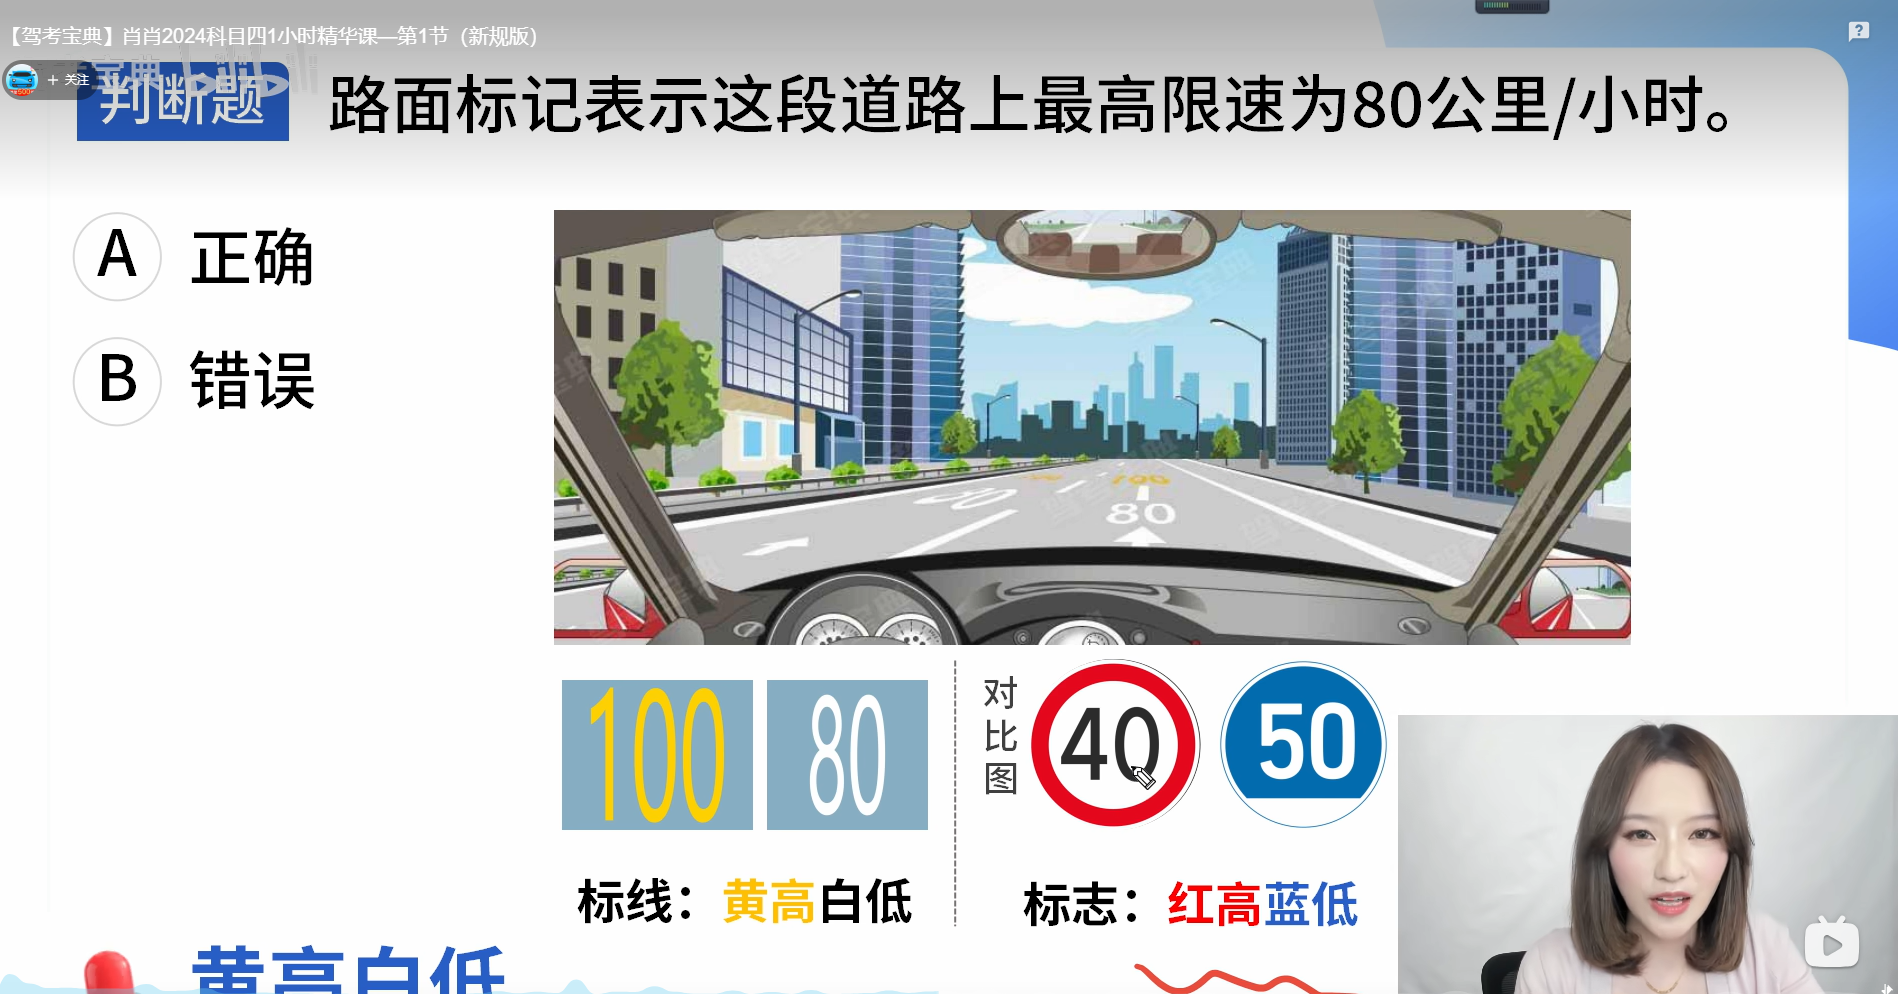 【驾考宝典】肖肖2024科目四1小时精华课—第1节（新规版）
+ 关注
判断题
路面标记表示这段道路上最高限速为80公里/小时。
A 正确
B 错误
100
80
80
100 80
对比图
40 50
标线：黄高白低
标志：红高蓝低
黄高白低